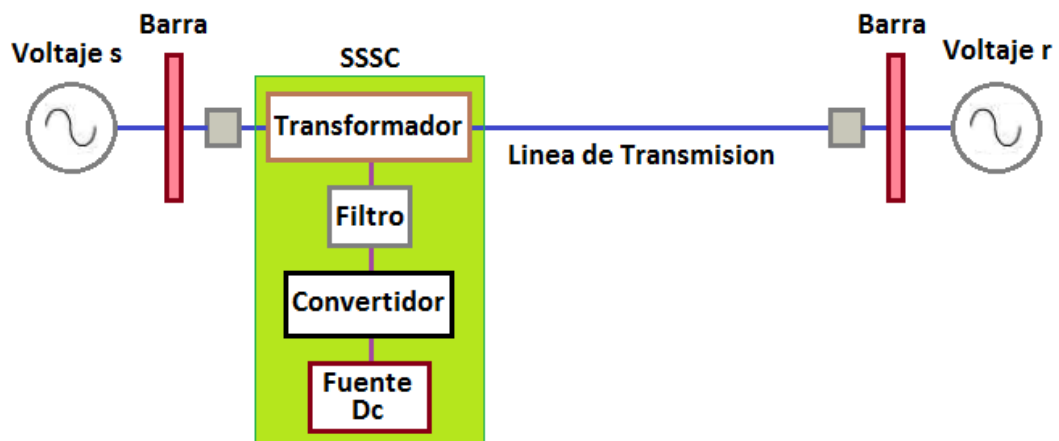 Barra
Barra
Voltaje s
SSSC
Voltaje r
Transformador
Linea de Transmision
Filtro
Convertidor
Fuente
Dc